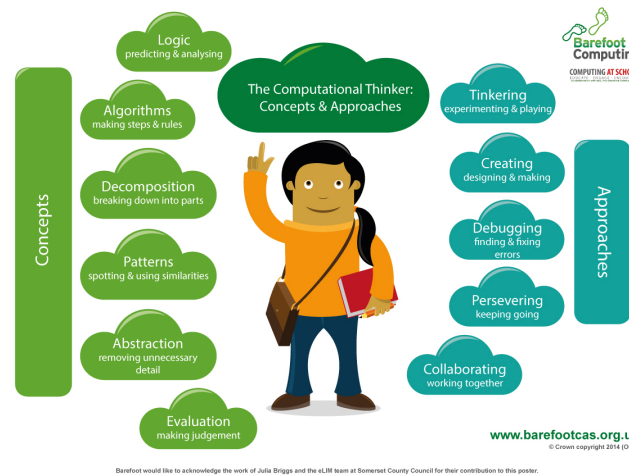 Logic
predicting & analysing
Algorithms
making steps & rules
Decomposition
breaking down into parts
Patterns
spotting & using similarities
Abstraction
removing unnecessary
detail
Evaluation
making judgement
Concepts
The Computational Thinker:
Concepts & Approaches
Tinkering
experimenting & playing
Creating
designing & making
Debugging
finding & fixing
errors
Persevering
keeping going
Collaborating
working together
Approaches
Barefoot
Computin
COMPUTING AT SCHO
www.barefootcas.org.u
© Crown copyright 2014 (O
Barefoot would like to acknowledge the work of Julia Briggs and the eLIM team at Somerset County Council for their contribution to this poster.